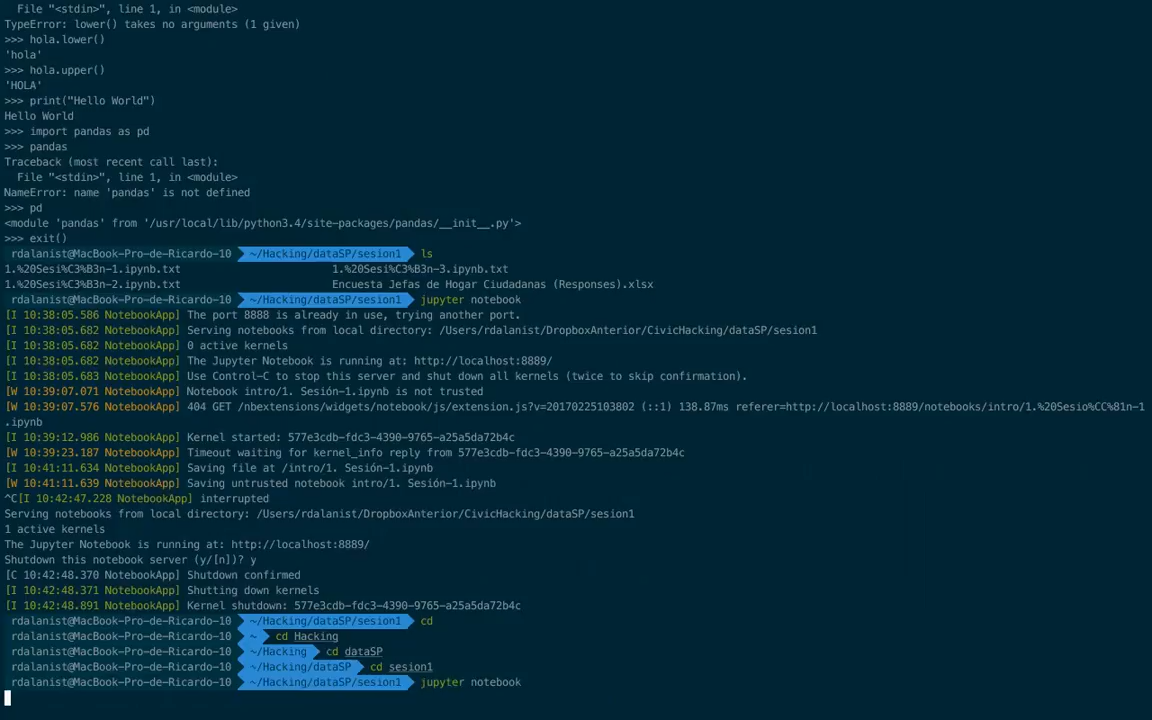 File "<stdin>", line 1, in <module>
TypeError: lower() takes no arguments (1 given)
>>> hola.lower()
'hola'
>>> hola.upper()
'HOLA'
>>> print("Hello World")
Hello World
>>> import pandas as pd
>>> pandas
Traceback (most recent call last):
File "<stdin>", line 1, in <module>
NameError: name 'pandas' is not defined
>>> pd
<module 'pandas' from '/usr/local/lib/python3.4/site-packages/pandas/__init__.py'>
>>> exit()
rdalanist@MacBook-Pro-de-Ricardo-10 ~/Hacking/dataSP/sesion1 ls
1.%20Sesi%C3%B3n-1.ipynb.txt 1.%20Sesi%C3%B3n-3.ipynb.txt
1.%20Sesi%C3%B3n-2.ipynb.txt Encuesta Jefas de Hogar Ciudadanas (Responses).xlsx
rdalanist@MacBook-Pro-de-Ricardo-10 ~/Hacking/dataSP/sesion1 jupyter notebook
[I 10:38:05.586 NotebookApp] The port 8888 is already in use, trying another port.
[I 10:38:05.682 NotebookApp] Serving notebooks from local directory: /Users/rdalanist/DropboxAnterior/CivicHacking/dataSP/sesion1
[I 10:38:05.682 NotebookApp] 0 active kernels
[I 10:38:05.682 NotebookApp] The Jupyter Notebook is running at: http://localhost:8889/
[I 10:38:05.683 NotebookApp] Use Control-C to stop this server and shut down all kernels (twice to skip confirmation).
[W 10:39:07.071 NotebookApp] Notebook intro/1. Sesión-1.ipynb is not trusted
[W 10:39:07.576 NotebookApp] 404 GET /nbextensions/widgets/notebook/js/extension.js?v=20170225103802 (::1) 138.87ms referer=http://localhost:8889/notebooks/intro/1.%20Sesio%CC%81n-1
.ipynb
[I 10:39:12.986 NotebookApp] Kernel started: 577e3cdb-fdc3-4390-9765-a25a5da72b4c
[W 10:39:23.187 NotebookApp] Timeout waiting for kernel_info reply from 577e3cdb-fdc3-4390-9765-a25a5da72b4c
[I 10:41:11.634 NotebookApp] Saving file at /intro/1. Sesión-1.ipynb
[W 10:41:11.639 NotebookApp] Saving untrusted notebook intro/1. Sesión-1.ipynb
^C[I 10:42:47.228 NotebookApp] interrupted
Serving notebooks from local directory: /Users/rdalanist/DropboxAnterior/CivicHacking/dataSP/sesion1
1 active kernels
The Jupyter Notebook is running at: http://localhost:8889/
Shutdown this notebook server (y/[n])? y
[C 10:42:48.370 NotebookApp] Shutdown confirmed
[I 10:42:48.371 NotebookApp] Shutting down kernels
[I 10:42:48.891 NotebookApp] Kernel shutdown: 577e3cdb-fdc3-4390-9765-a25a5da72b4c
rdalanist@MacBook-Pro-de-Ricardo-10 ~/Hacking/dataSP/sesion1 cd
rdalanist@MacBook-Pro-de-Ricardo-10 ~ cd Hacking
rdalanist@MacBook-Pro-de-Ricardo-10 ~/Hacking cd dataSP
rdalanist@MacBook-Pro-de-Ricardo-10 ~/Hacking/dataSP cd sesion1
rdalanist@MacBook-Pro-de-Ricardo-10 ~/Hacking/dataSP/sesion1 jupyter notebook